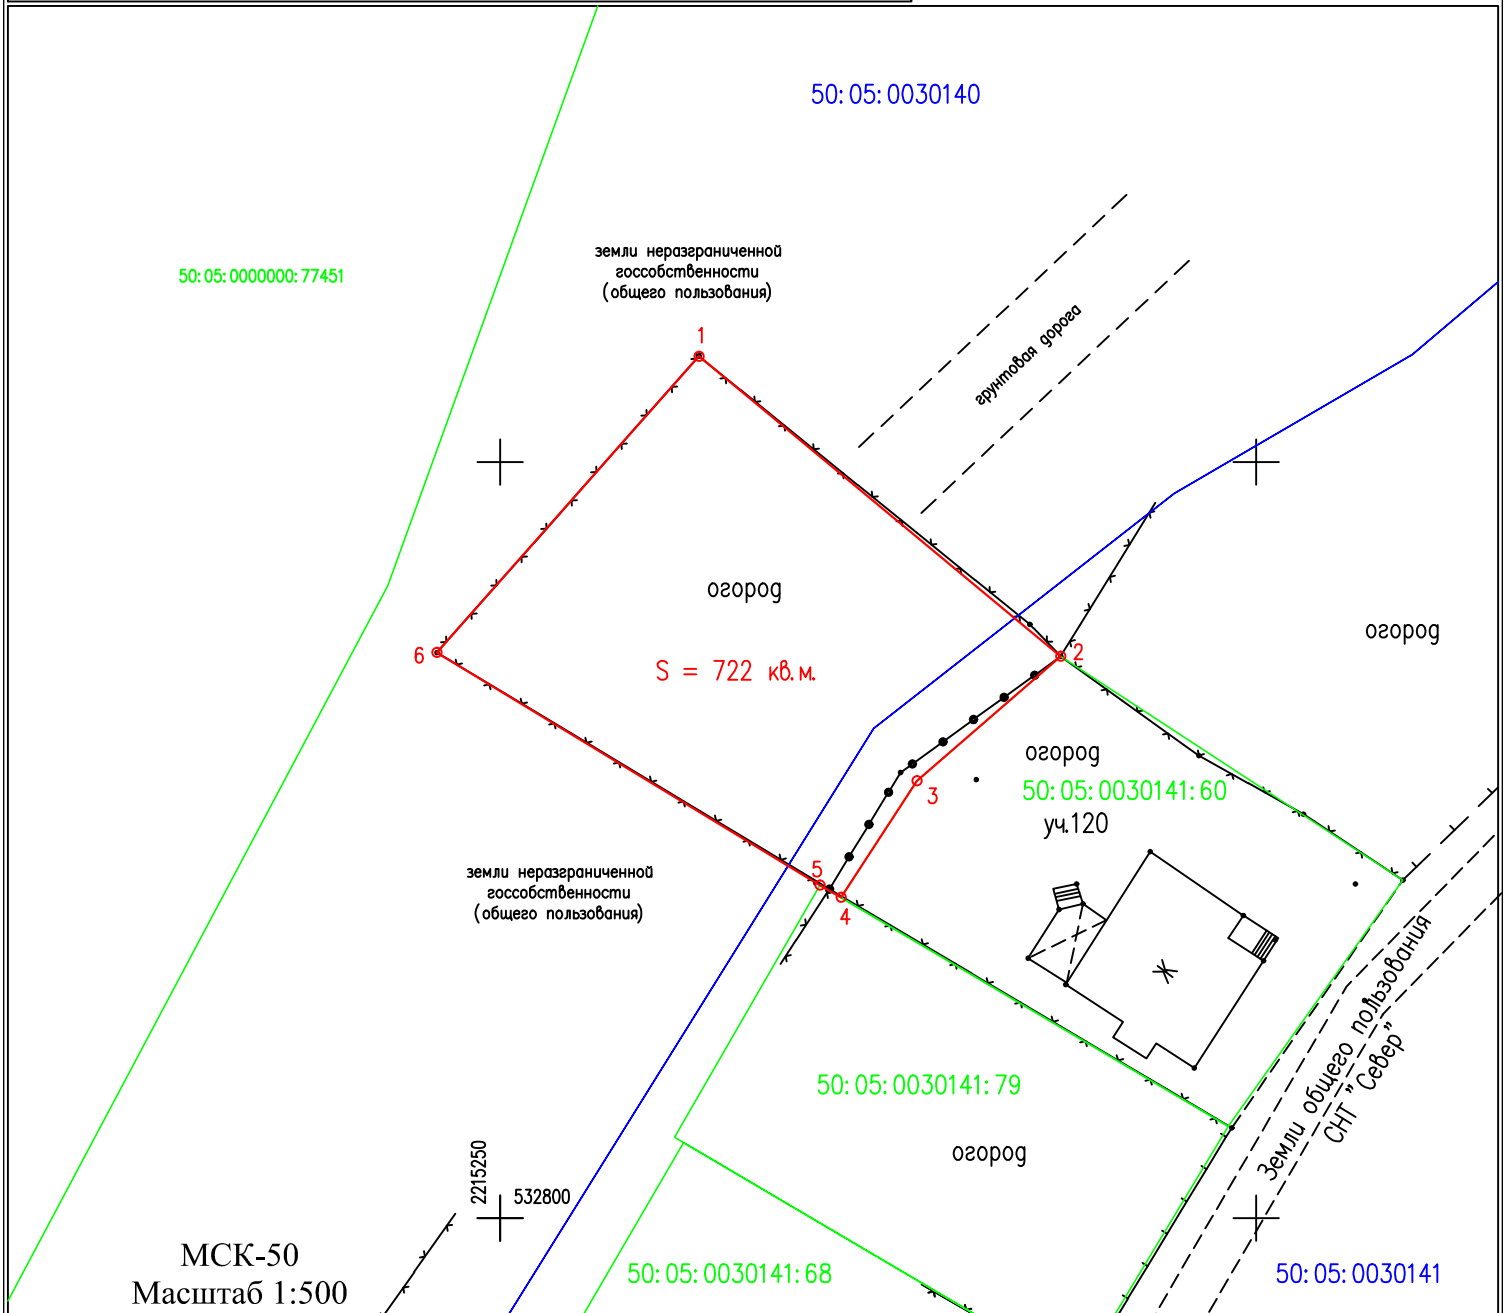 50:05:0030140
земли неразграниченной
госсобственности
(общего пользования)
50:05:0000000:77451
грунтовая дорога
1
огород
огород
2
6
S = 722 кв.м.
огород
50:05:0030141:60
3
уч.120
5
4
земли неразграниченной
госсобственности
(общего пользования)
Ж
Земли общего пользования
СНТ "Север"
50:05:0030141:79
огород
2215250
532800
МСК-50
Масштаб 1:500
50:05:0030141:68
50:05:0030141